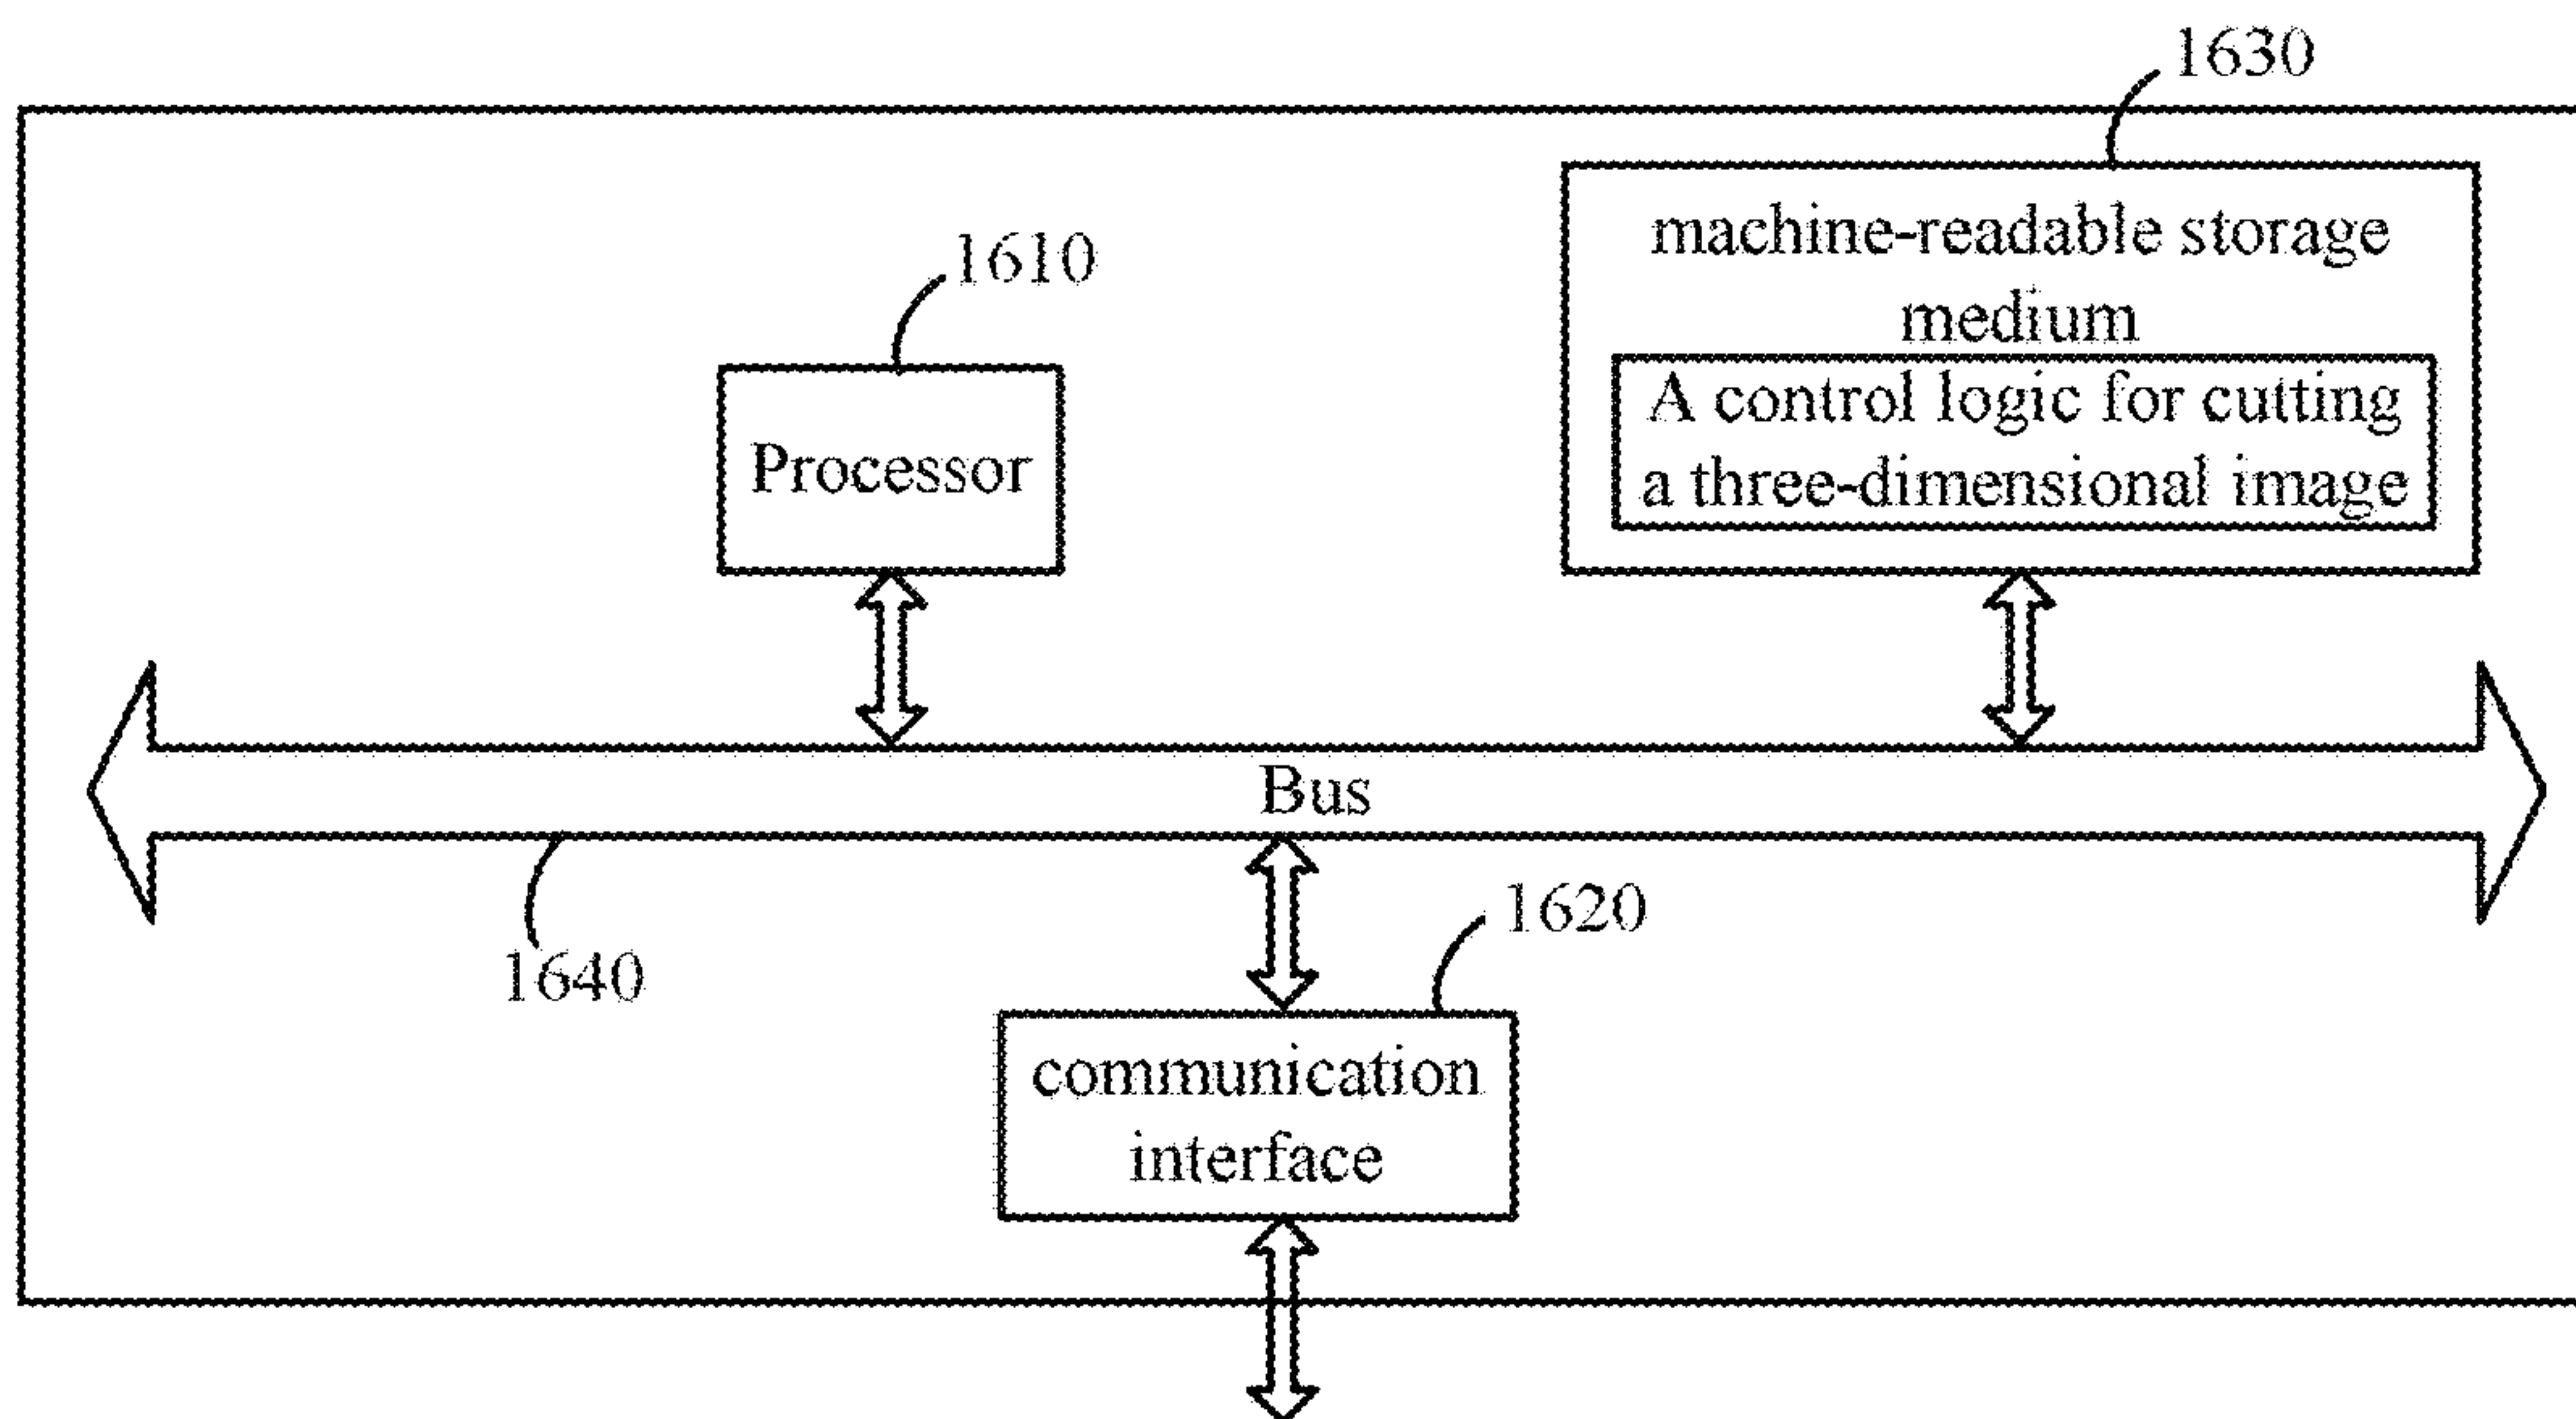 1630
1610
machine-readable storage
medium
A control logic for cutting
a three-dimensional image
Processor
Bus
1620
1640
communication
interface